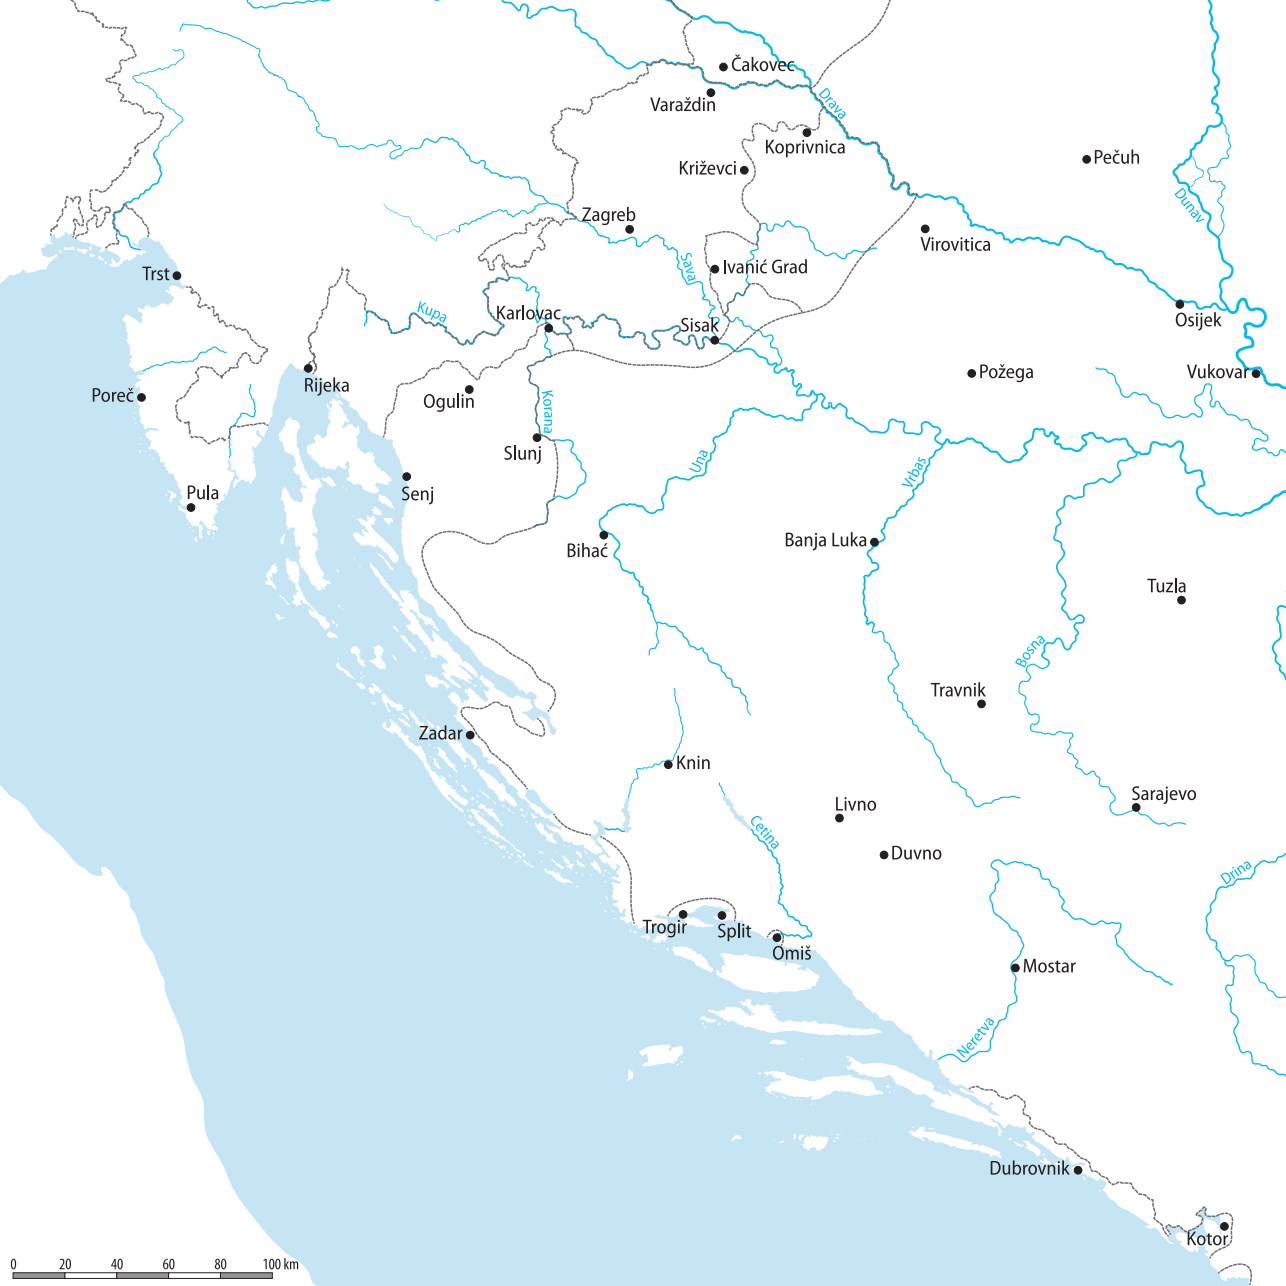 Čakovec
Varaždin
Drava
Koprivnica
Pečuh
Križevci
Dunav
Zagreb
Virovitica
Sava
Ivanić Grad
Trst
Kupa
Karlovac
Sisak
Osijek
Rijeka
Požega
Vukovar
Poreč
Ogulin
Korana
Slunj
Una
Vrbas
Pula
Senj
Bihać
Banja Luka
Tuzla
Bosna
Travnik
Zadar
Knin
Livno
Sarajevo
Cetina
Duvno
Drina
Trogir
Split
Omiš
Mostar
Neretva
Dubrovnik
Kotor
0 20 40 60 80 100 km